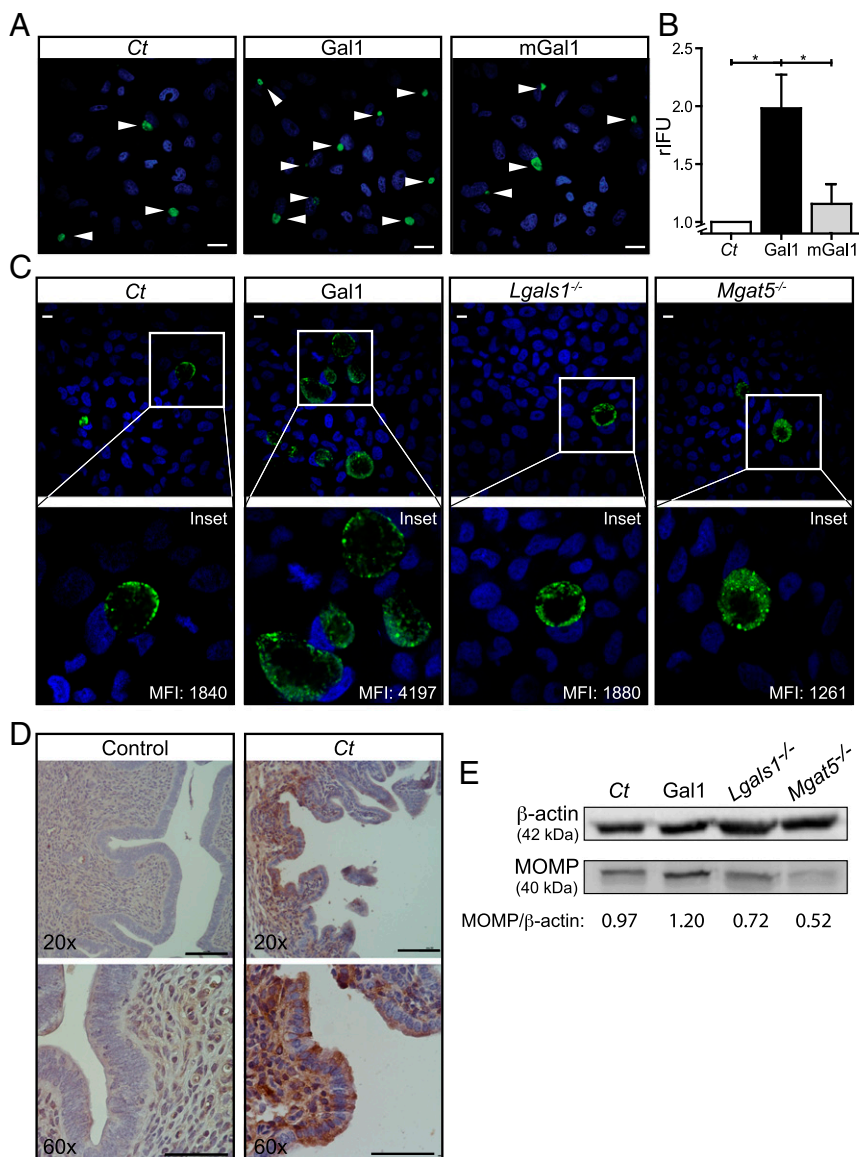 A
Ct
Gal1
mGal1
B
rIFU
2.5
2.0
1.5
1.0
*
*
Ct
Gal1
mGal1
C
Ct
Gal1
Lgals1-/-
Mgat5-/-
Inset
Inset
Inset
Inset
MFI: 1840
MFI: 4197
MFI: 1880
MFI: 1261
D
Control
Ct
20x
20x
60x
60x
E
Ct
Gal1
Lgals1-/-
Mgat5-/-
β-actin
(42 kDa)
MOMP
(40 kDa)
MOMP/β-actin: 0.97 1.20 0.72 0.52